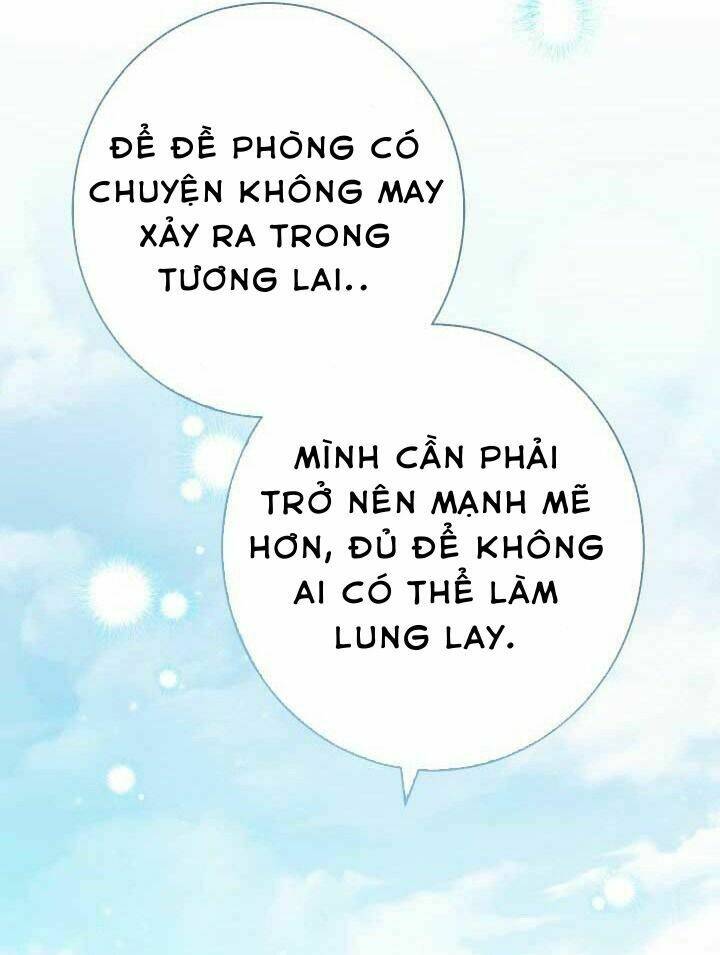 ĐỂ ĐỀ PHÒNG CÓ
CHUYỆN KHÔNG MAY
XẢY RA TRONG
TƯƠNG LAI..
MÌNH CẦN PHẢI
TRỞ NÊN MẠNH MẼ
HƠN, ĐỦ ĐỂ KHÔNG
AI CÓ THỂ LÀM
LUNG LAY.